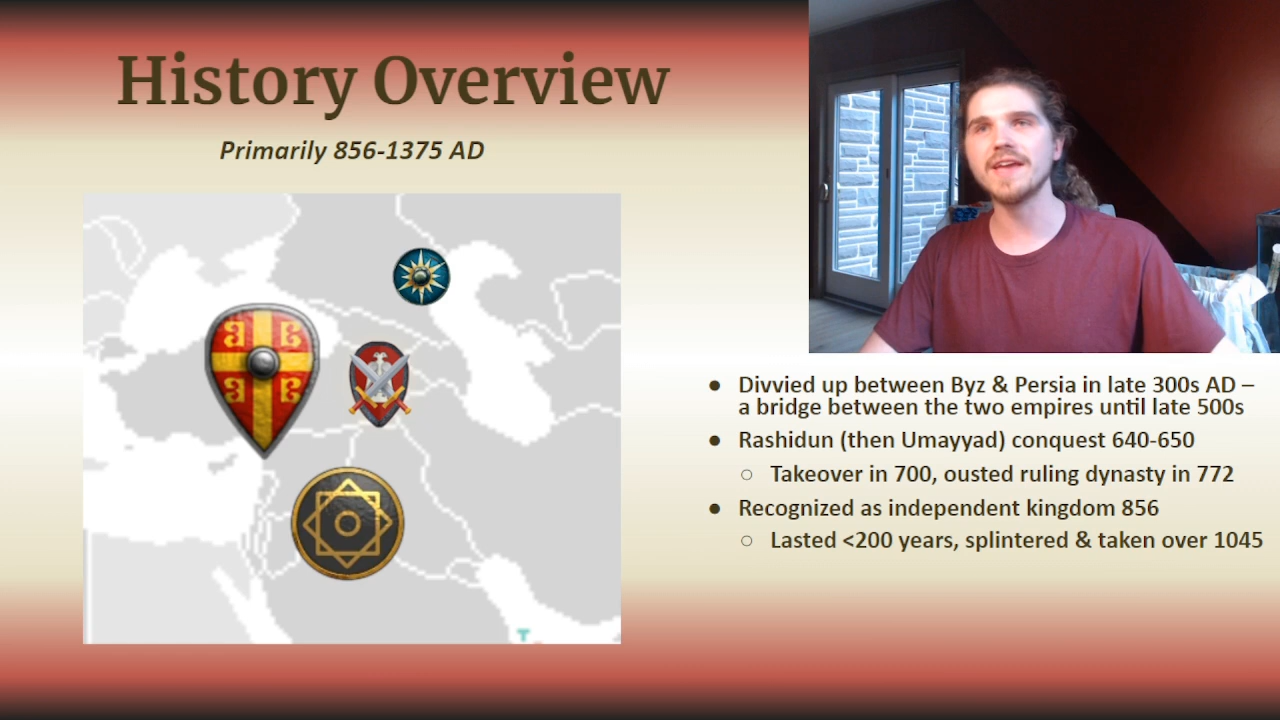 History Overview
Primarily 856-1375 AD
● Divvied up between Byz & Persia in late 300s AD –
a bridge between the two empires until late 500s
● Rashidun (then Umayyad) conquest 640-650
○ Takeover in 700, ousted ruling dynasty in 772
● Recognized as independent kingdom 856
○ Lasted <200 years, splintered & taken over 1045